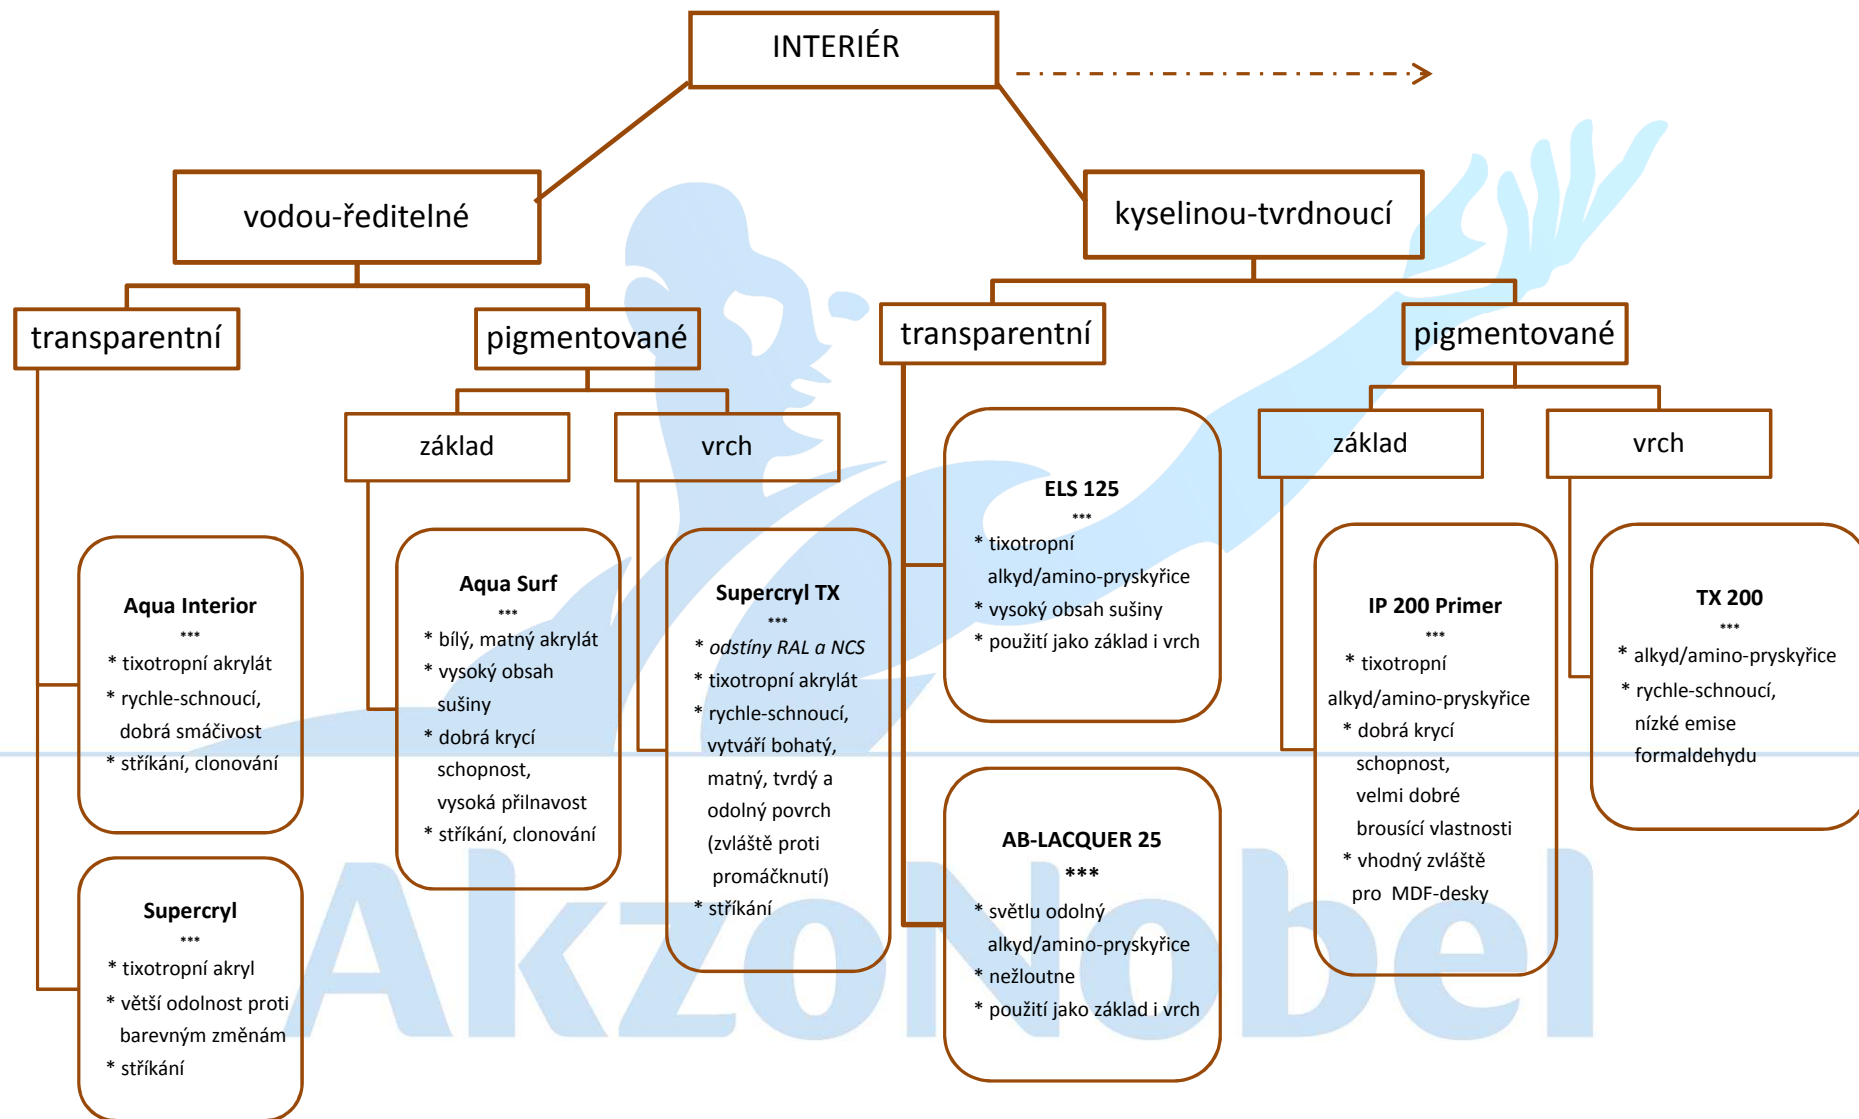 INTERIÉR
vodou-ředitelné
kyselinou-tvrdnoucí
transparentní
pigmentované
transparentní
pigmentované
základ
vrch
základ
vrch
Aqua Interior
***
* tixotropní akrylát
* rychle-schnoucí,
dobrá smáčivost
* stříkání, clonování
Supercryl
***
* tixotropní akryl
* větší odolnost proti
barevným změnám
* stříkání
Aqua Surf
***
* bílý, matný akrylát
* vysoký obsah
sušiny
* dobrá krycí
schopnost,
vysoká přilnavost
* stříkání, clonování
Supercryl TX
***
* odstíny RAL a NCS
* tixotropní akrylát
* rychle-schnoucí,
vytváří bohatý,
matný, tvrdý a
odolný povrch
(zvláště proti
promáčknutí)
* stříkání
ELS 125
***
* tixotropní
alkyd/amino-pryskyřice
* vysoký obsah sušiny
* použití jako základ i vrch
AB-LACQUER 25
***
* světlu odolný
alkyd/amino-pryskyřice
* nežloutne
* použití jako základ i vrch
IP 200 Primer
***
* tixotropní
alkyd/amino-pryskyřice
* dobrá krycí
schopnost,
velmi dobré
brousící vlastnosti
* vhodný zvláště
pro MDF-desky
TX 200
***
* alkyd/amino-pryskyřice
* rychle-schnoucí,
nízké emise
formaldehydu
AkzoNobel